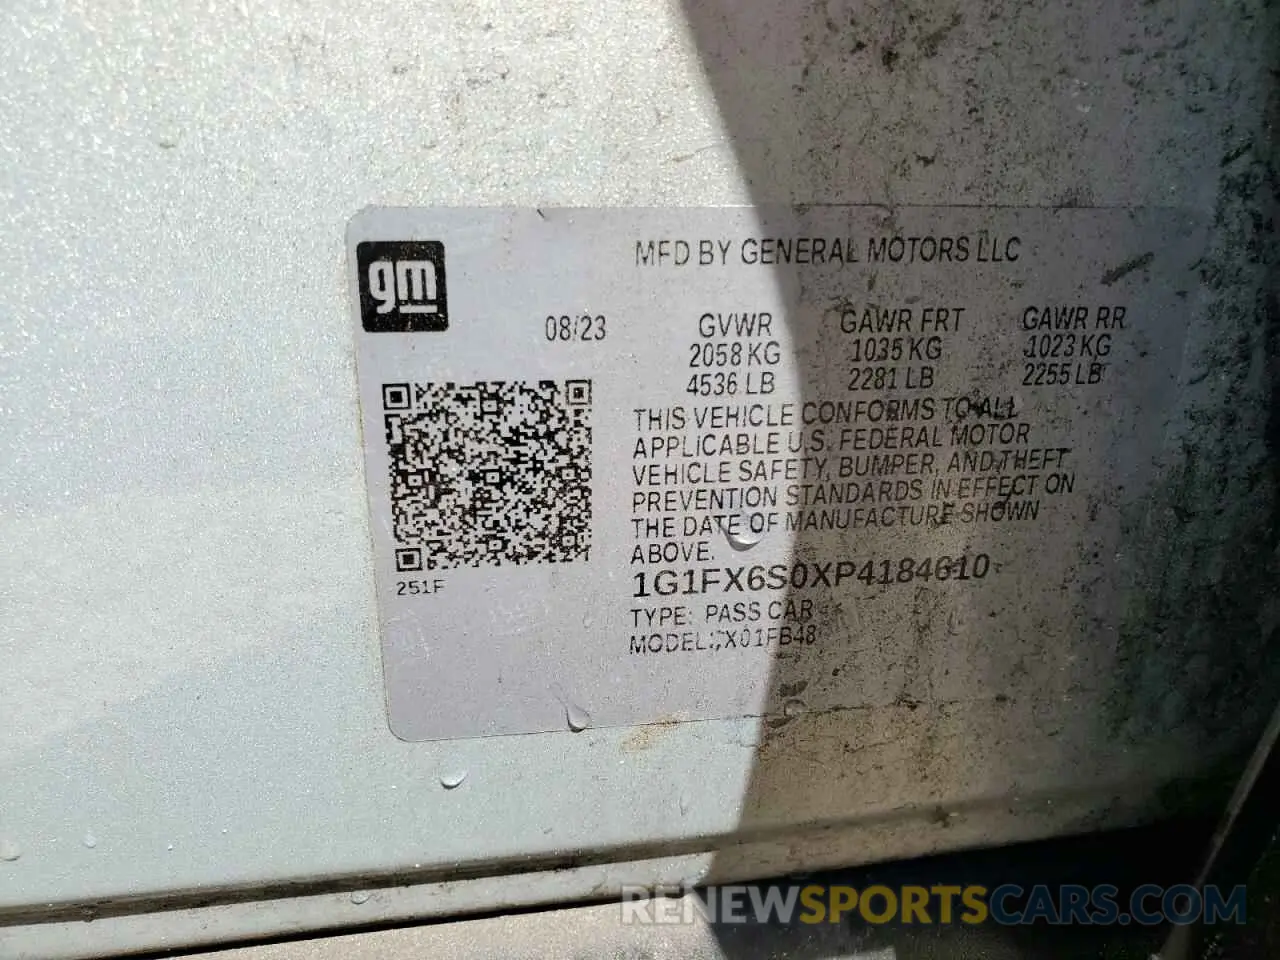 gm
MFD BY GENERAL MOTORS LLC
08/23
GVWR GAWR FRT GAWR RR
2058 KG 1035 KG 1023 KG
4536 LB 2281 LB 2255 LB
THIS VEHICLE CONFORMS TO ALL
APPLICABLE U.S. FEDERAL MOTOR
VEHICLE SAFETY, BUMPER, AND THEFT
PREVENTION STANDARDS IN EFFECT ON
THE DATE OF MANUFACTURE SHOWN
ABOVE.
251F
1G1FX6S0XP4184610
TYPE: PASS CAR
MODEL:
RENEWSPORTSCARS.COM